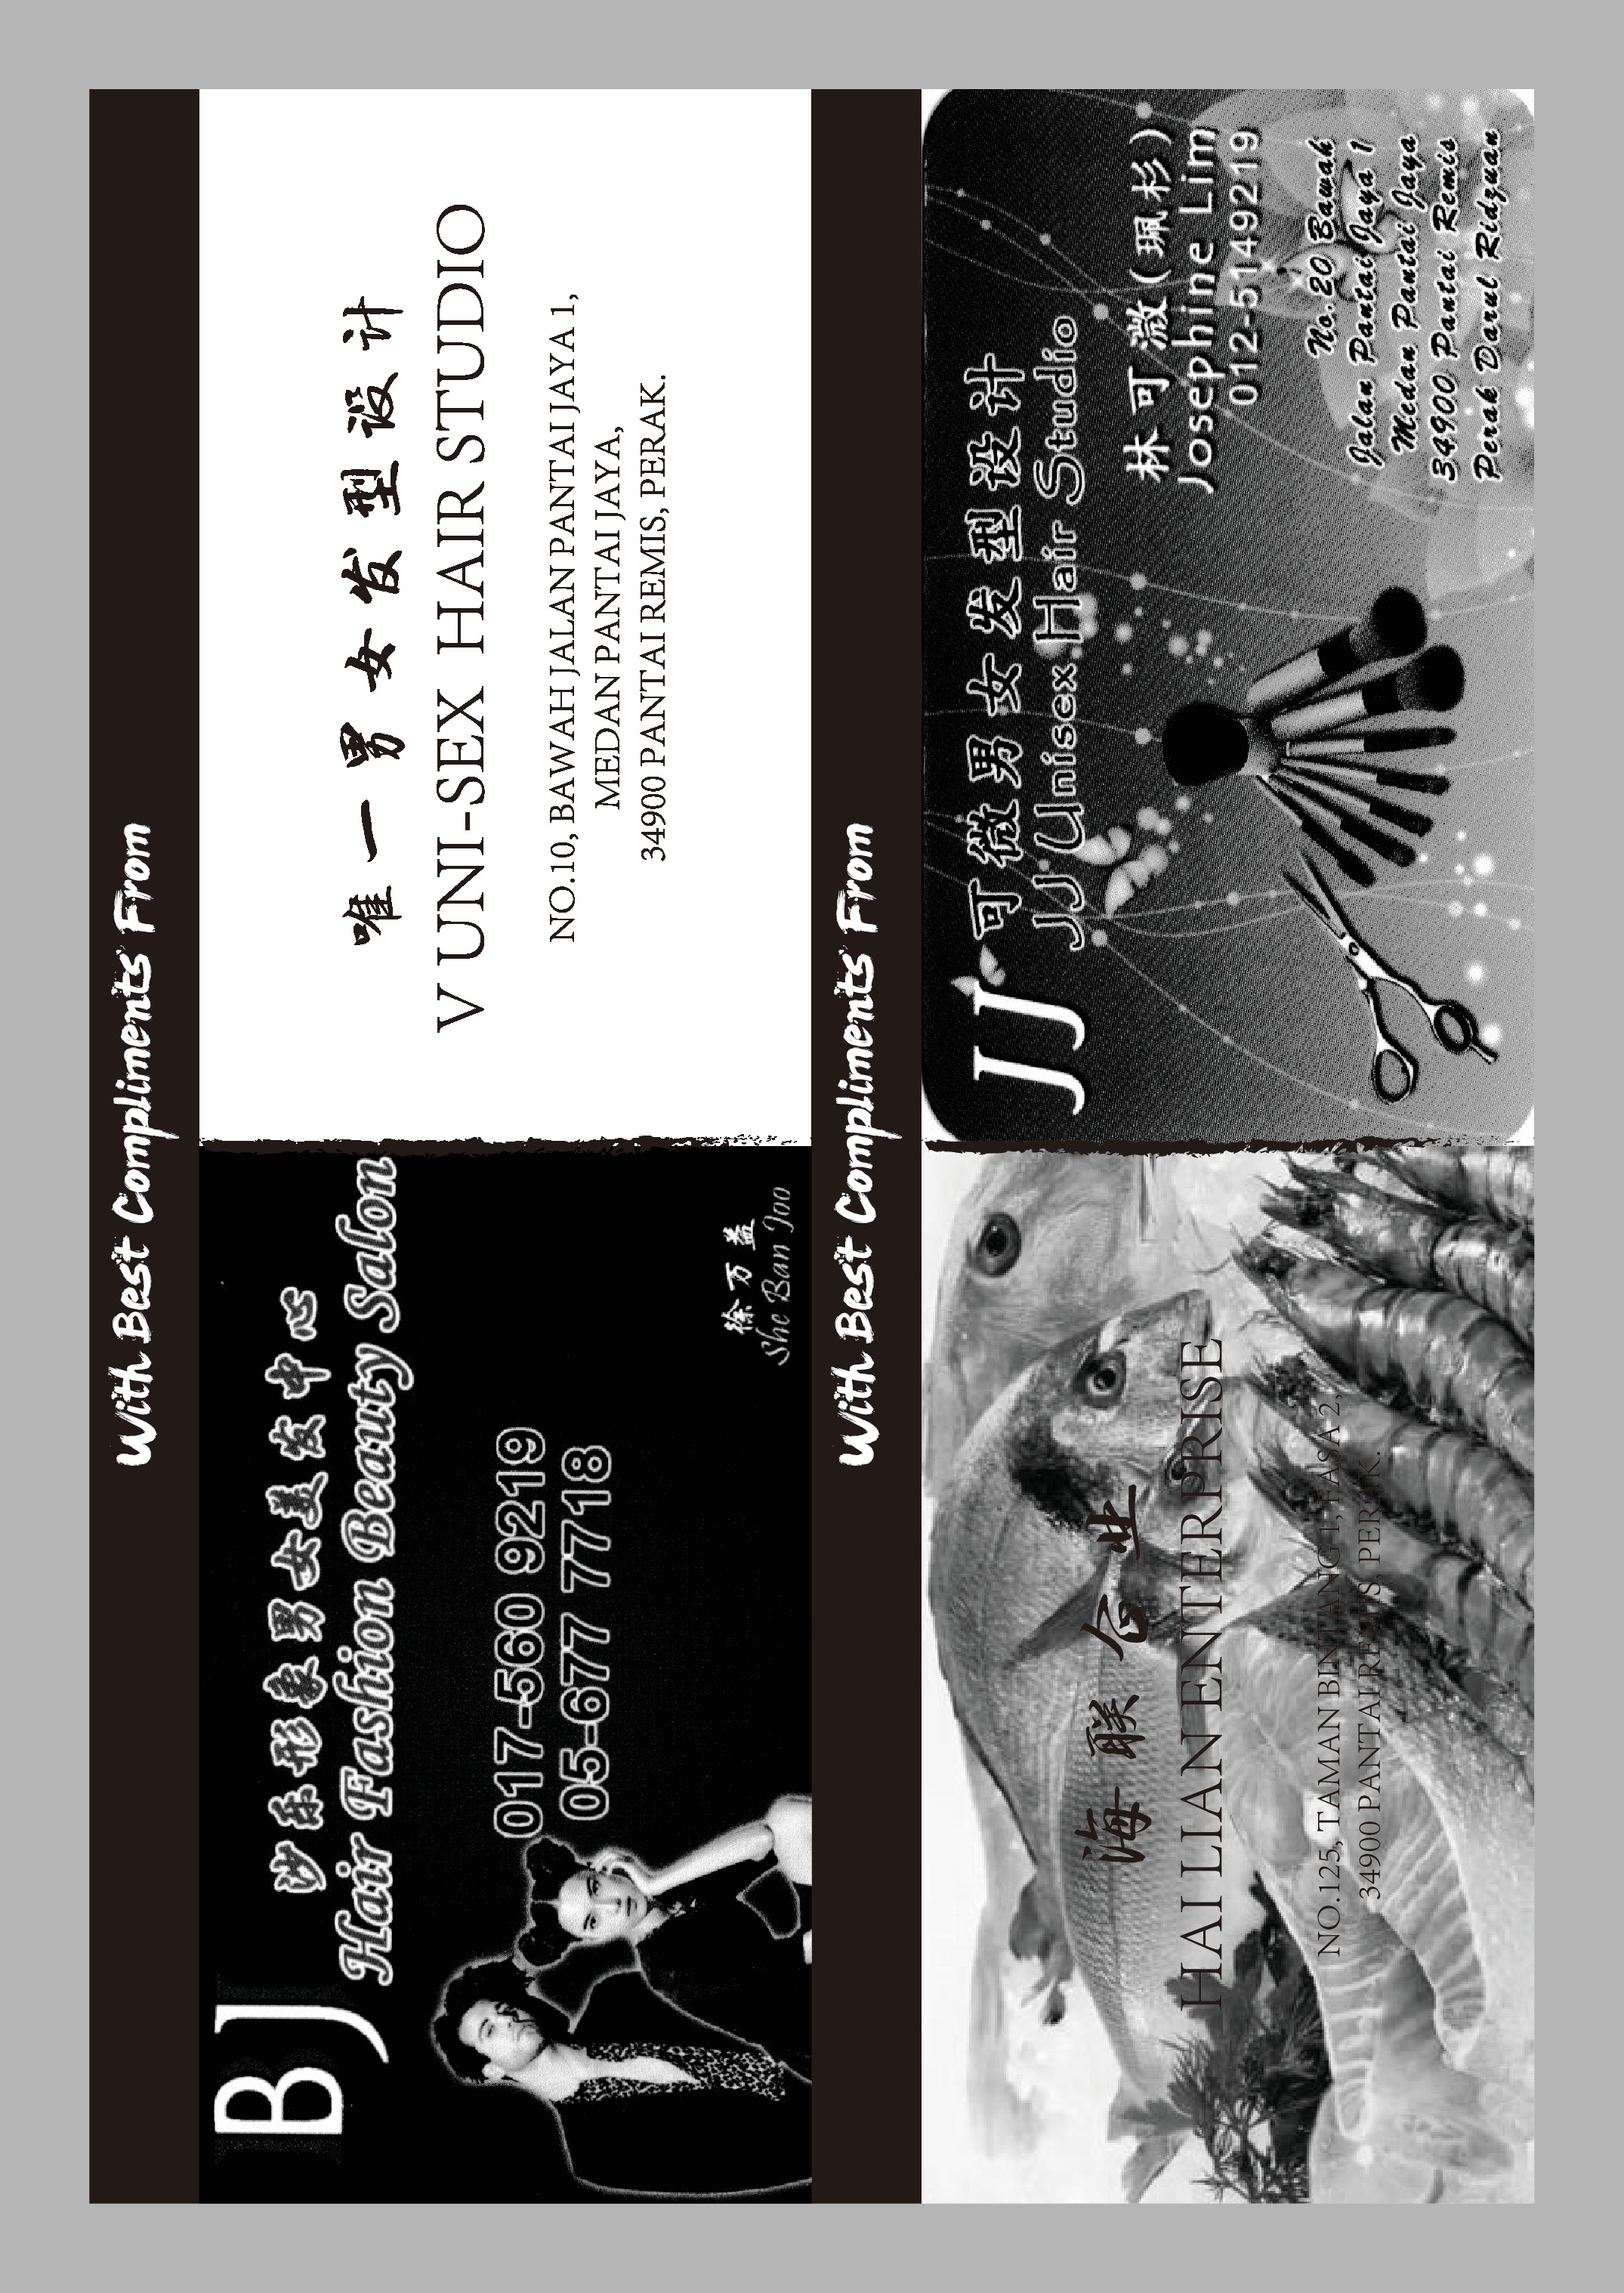 With Best Compliments From
BJ
沙 形象男女美发中心
Hair Fashion Beauty Salon
017-560 9219
05-677 7718
徐万益
She Ban Joo
唯一男女发型设计
V UNI-SEX HAIR STUDIO
NO.10, BAWAH JALAN PANTAI JAYA 1,
MEDAN PANTAI JAYA,
34900 PANTAI REMIS, PERAK.
With Best Compliments From
海联企业
HAI LIAN ENTERPRISE
NO.125, TAMAN BINTANG 1, FASA 2,
34900 PANTAI REMIS, PERAK.
JJ
可微男女发型设计
JJ Unisex Hair Studio
林可溦(珮杉)
Josephine Lim
012-5149219
No.20 Bawah
Jalan Pantai Jaya 1
Medan Pantai Jaya
34900 Pantai Remis
Perak Darul Ridzuan